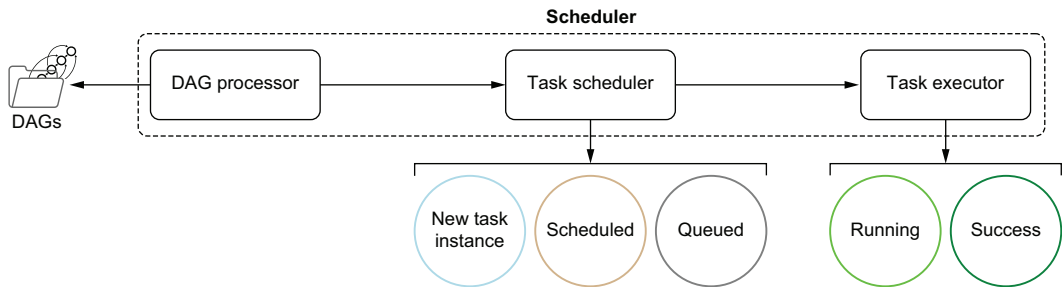 Scheduler
DAG processor
Task scheduler
Task executor
DAGs
New task
instance
Scheduled
Queued
Running
Success